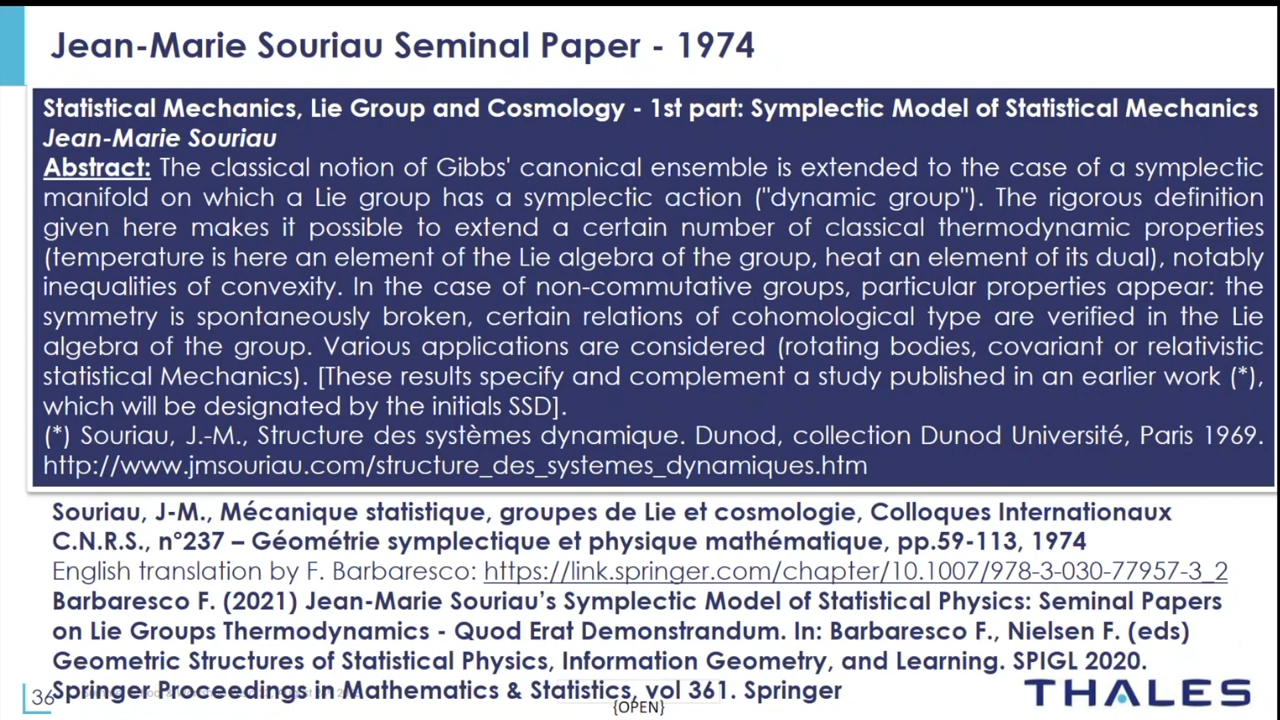 Jean-Marie Souriau Seminal Paper - 1974
Statistical Mechanics, Lie Group and Cosmology - 1st part: Symplectic Model of Statistical Mechanics
Jean-Marie Souriau
Abstract: The classical notion of Gibbs' canonical ensemble is extended to the case of a symplectic
manifold on which a Lie group has a symplectic action ("dynamic group"). The rigorous definition
given here makes it possible to extend a certain number of classical thermodynamic properties
(temperature is here an element of the Lie algebra of the group, heat an element of its dual), notably
inequalities of convexity. In the case of non-commutative groups, particular properties appear: the
symmetry is spontaneously broken, certain relations of cohomological type are verified in the Lie
algebra of the group. Various applications are considered (rotating bodies, covariant or relativistic
statistical Mechanics). [These results specify and complement a study published in an earlier work (*),
which will be designated by the initials SSD].
(*) Souriau, J.-M., Structure des systèmes dynamique. Dunod, collection Dunod Université, Paris 1969.
http://www.jmsouriau.com/structure_des_systemes_dynamiques.htm
Souriau, J-M., Mécanique statistique, groupes de Lie et cosmologie, Colloques Internationaux
C.N.R.S., n°237 – Géométrie symplectique et physique mathématique, pp.59-113, 1974
English translation by F. Barbaresco: https://link.springer.com/chapter/10.1007/978-3-030-77957-3_2
Barbaresco F. (2021) Jean-Marie Souriau's Symplectic Model of Statistical Physics: Seminal Papers
on Lie Groups Thermodynamics - Quod Erat Demonstrandum. In: Barbaresco F., Nielsen F. (eds)
Geometric Structures of Statistical Physics, Information Geometry, and Learning. SPIGL 2020.
Springer Proceedings in Mathematics & Statistics, vol 361. Springer
36
{OPEN}
THALES